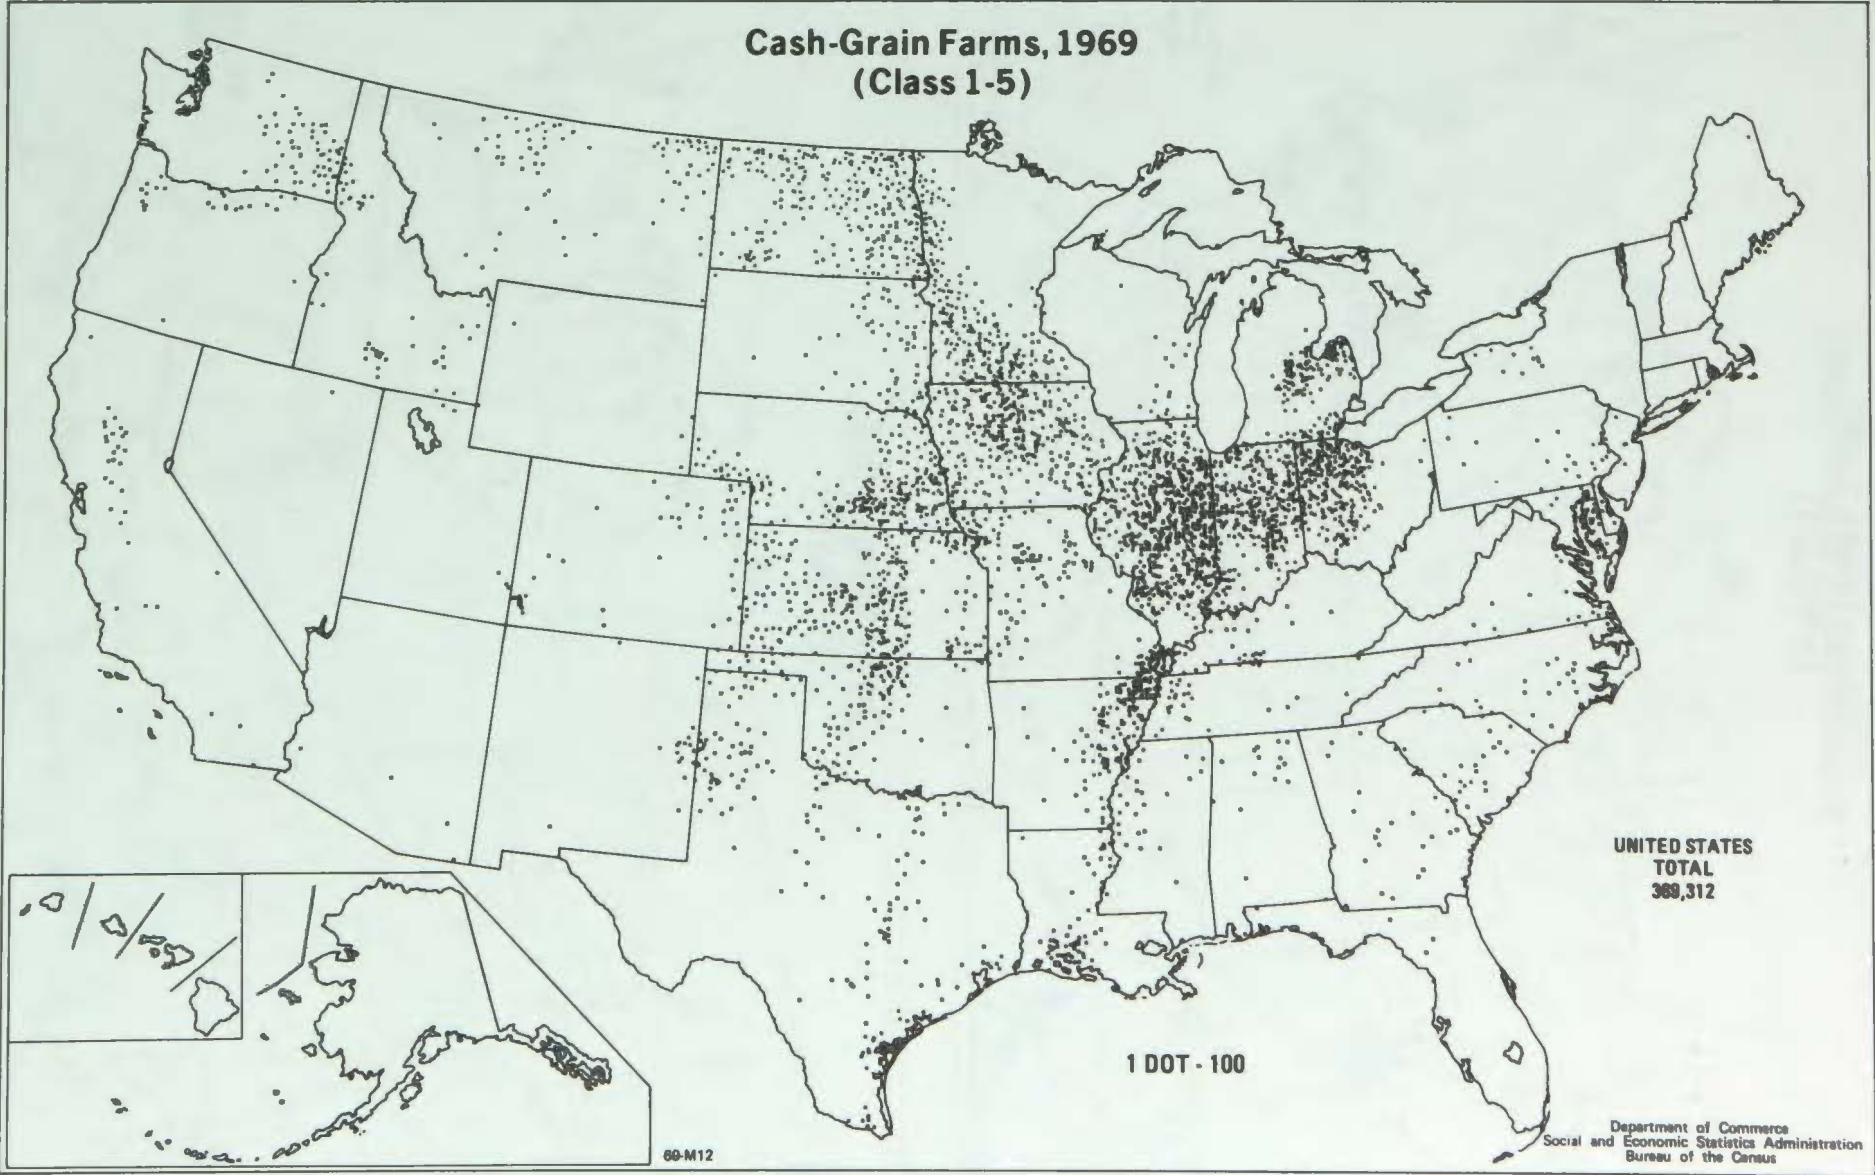 Cash-Grain Farms, 1969
(Class 1-5)
UNITED STATES
TOTAL
369,312
1 DOT - 100
69-M12
Department of Commerce
Social and Economic Statistics Administration
Bureau of the Census